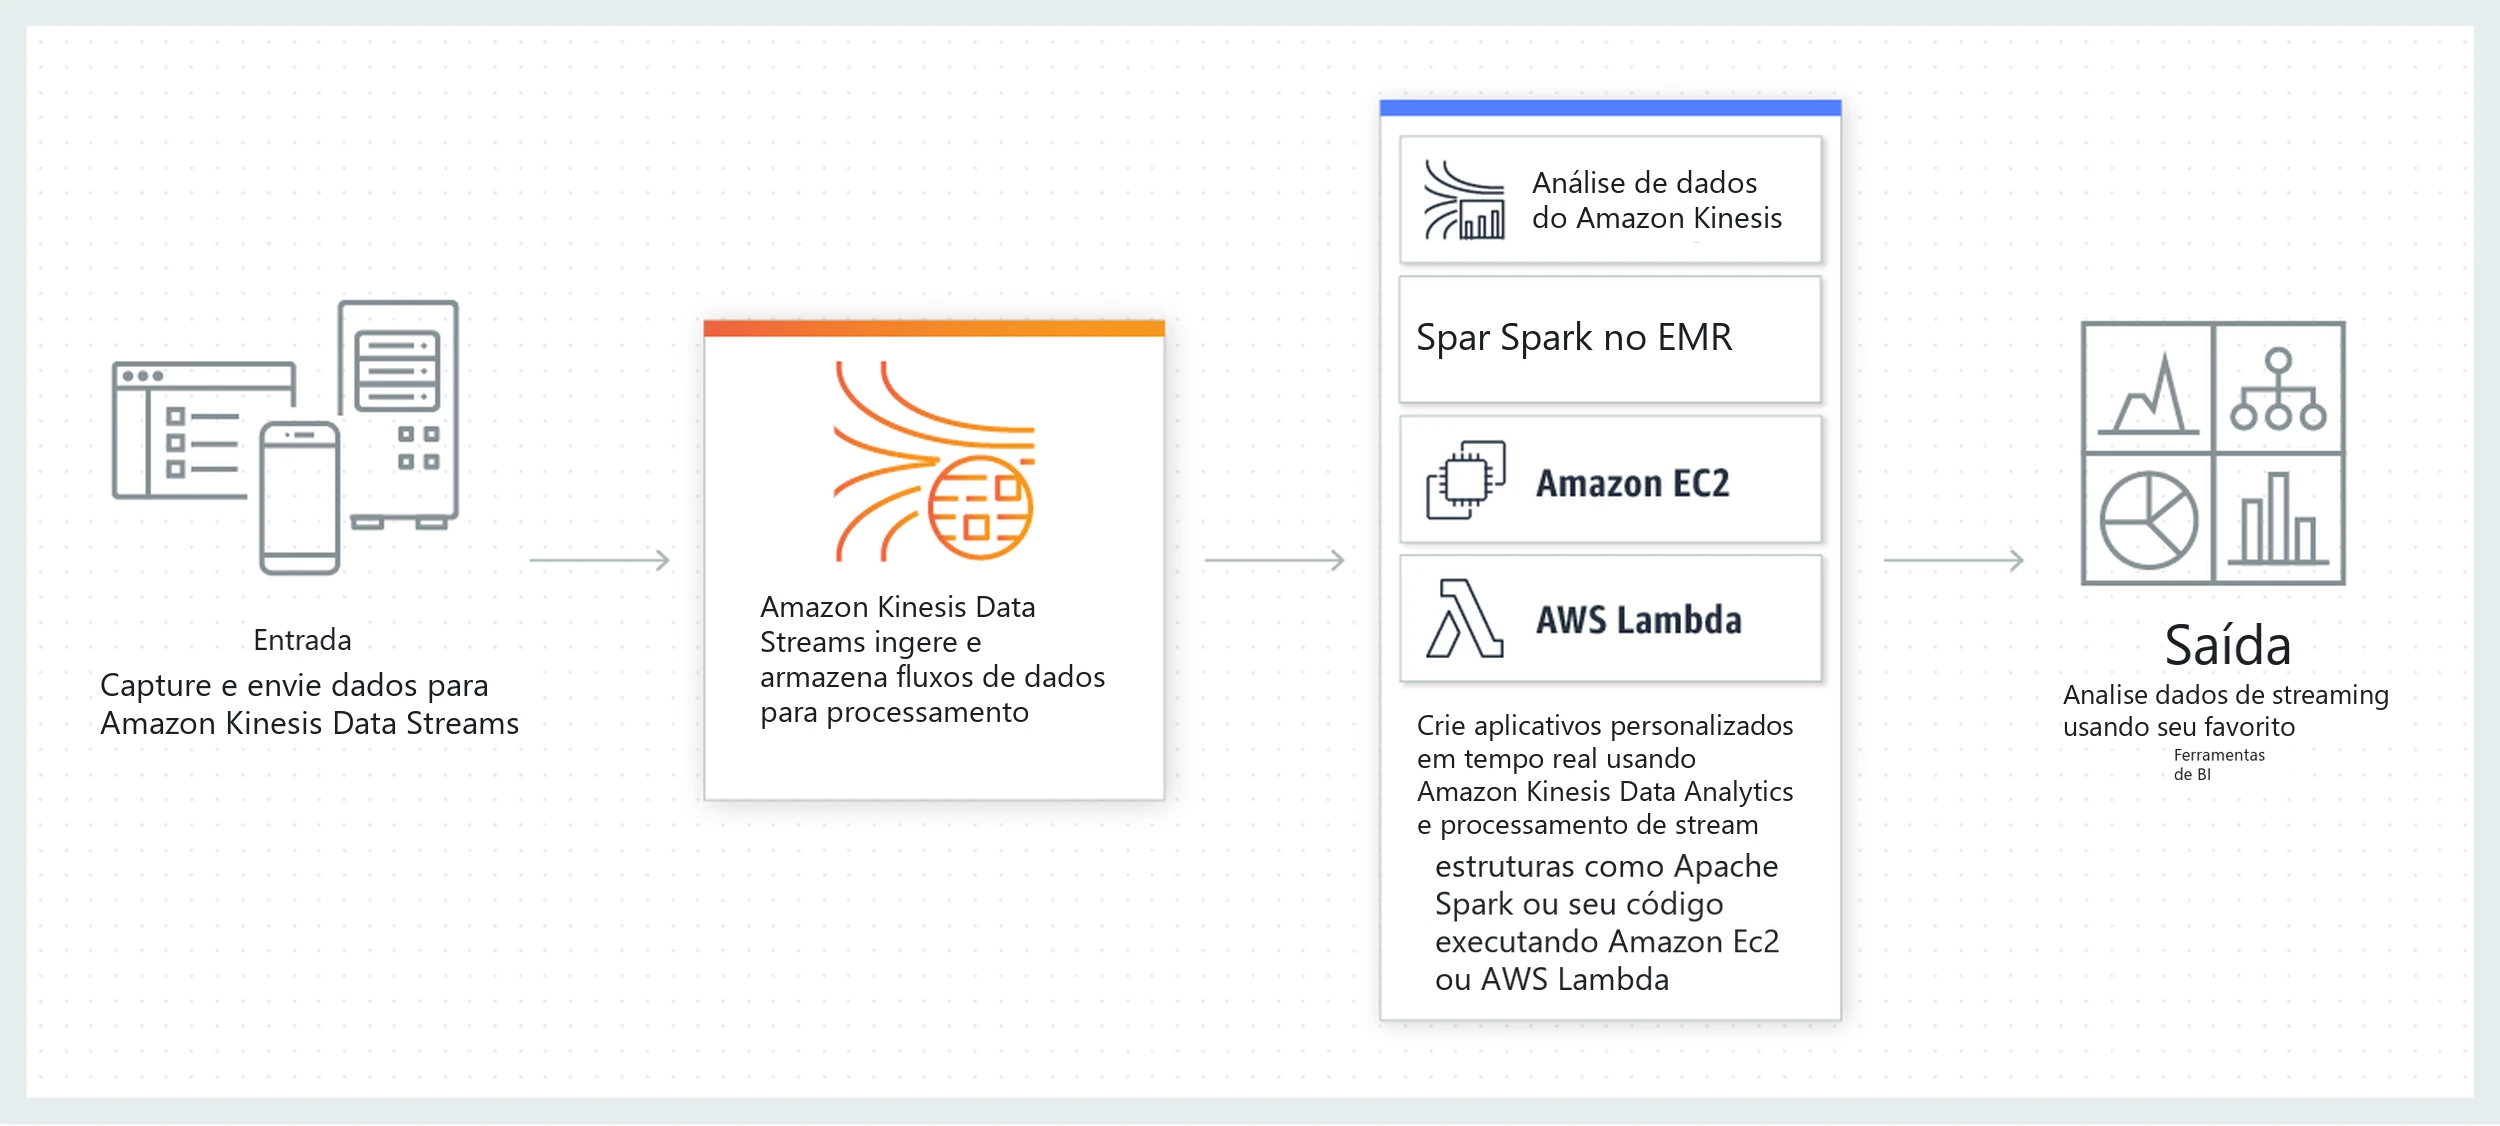 Entrada
Capture e envie dados para
Amazon Kinesis Data Streams
Amazon Kinesis Data
Streams ingere e
armazena fluxos de dados
para processamento
Análise de dados
do Amazon Kinesis
Spar Spark no EMR
Amazon EC2
AWS Lambda
Crie aplicativos personalizados
em tempo real usando
Amazon Kinesis Data Analytics
e processamento de stream
estruturas como Apache
Spark ou seu código
executando Amazon Ec2
ou AWS Lambda
Saída
Analise dados de streaming
usando seu favorito
Ferramentas
de BI